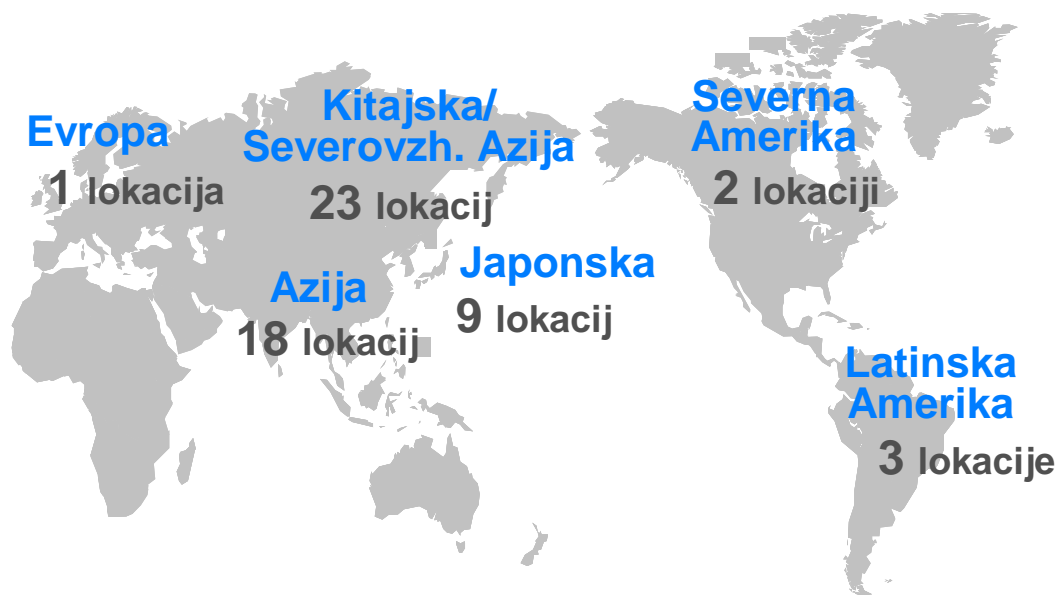 Evropa
1 lokacija
Kitajska/
Severovzh. Azija
23 lokacij
Severna
Amerika
2 lokaciji
Azija
18 lokacij
Japonska
9 lokacij
Latinska
Amerika
3 lokacije